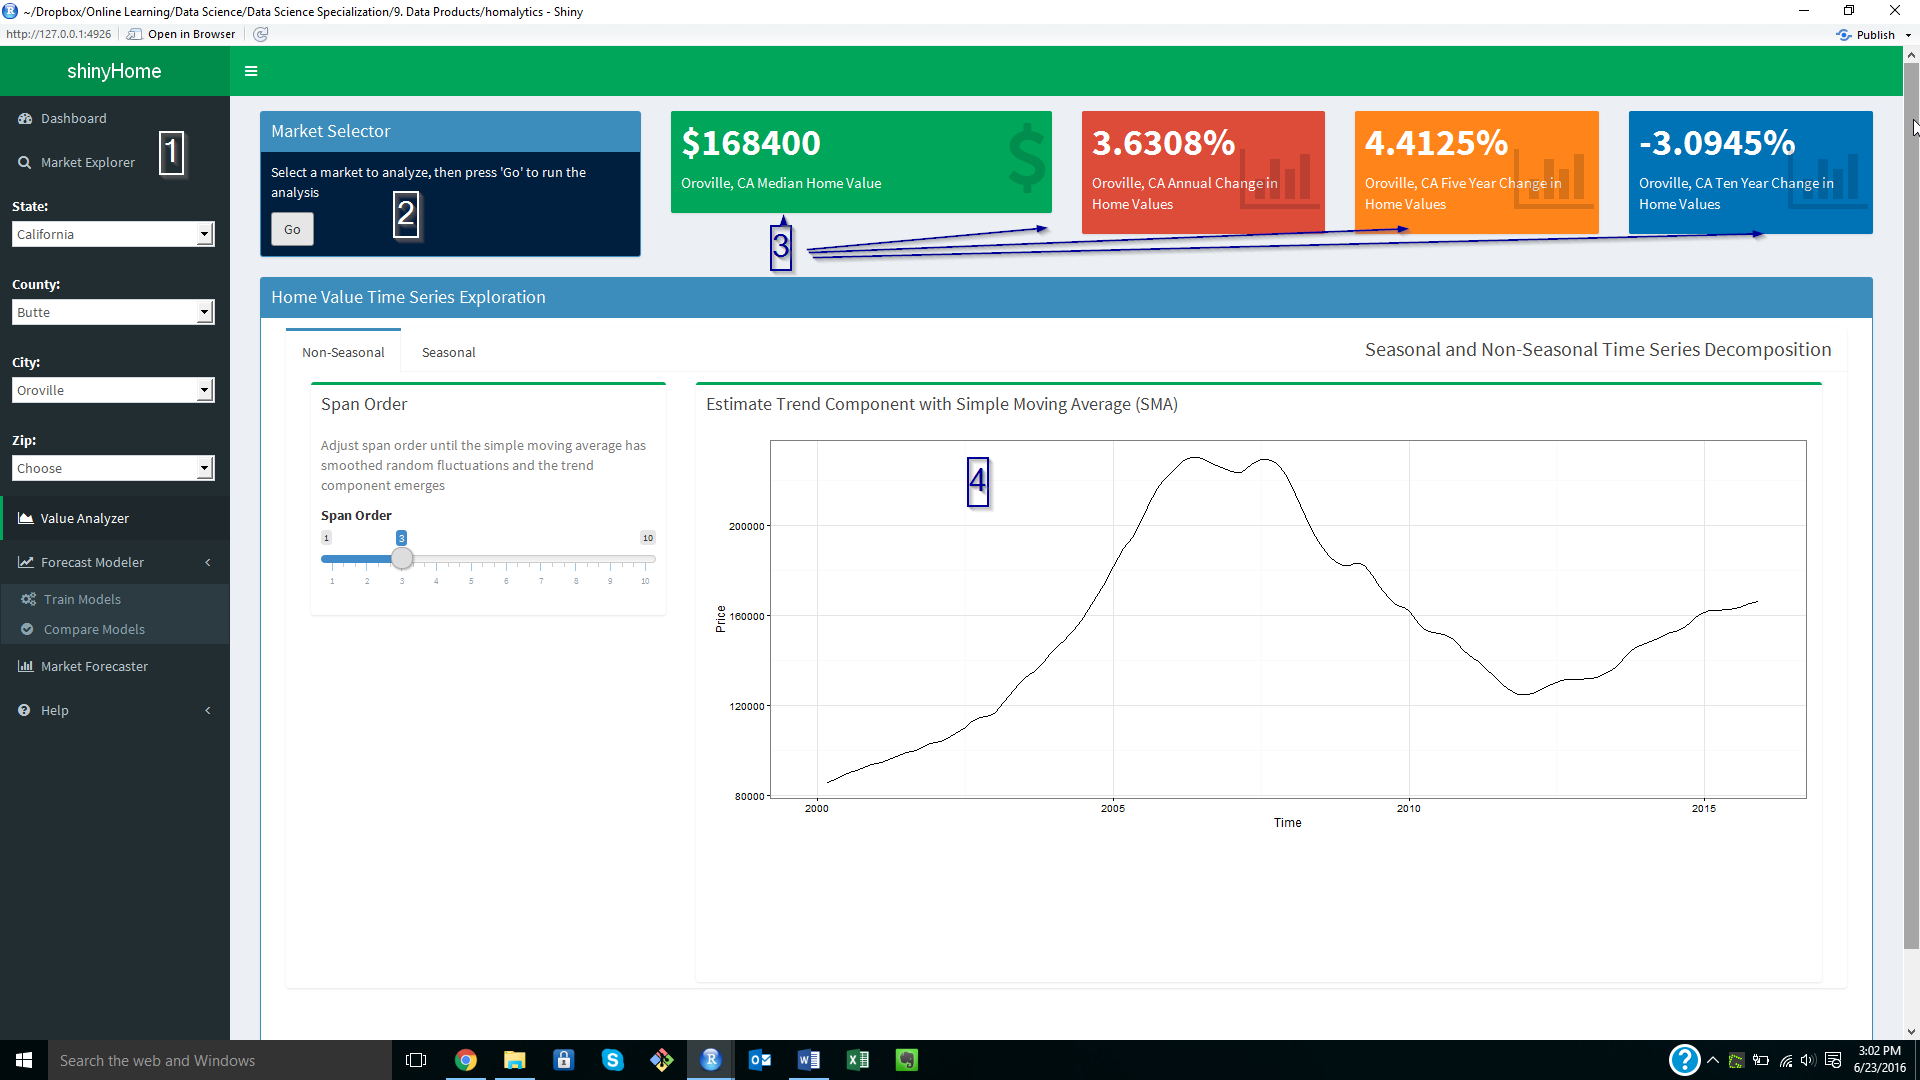 ~/Dropbox/Online Learning/Data Science/Data Science Specialization/9. Data Products/homalytics - Shiny
http://127.0.0.1:4926
Open in Browser
Publish
shinyHome
Dashboard
Market Explorer
1
State:
California
County:
Butte
City:
Oroville
Zip:
Choose
Value Analyzer
Forecast Modeler
Train Models
Compare Models
Market Forecaster
Help
Market Selector
Select a market to analyze, then press 'Go' to run the
analysis
Go
2
$168400
Oroville, CA Median Home Value
3
3.6308%
Oroville, CA Annual Change in
Home Values
4.4125%
Oroville, CA Five Year Change in
Home Values
-3.0945%
Oroville, CA Ten Year Change in
Home Values
Home Value Time Series Exploration
Non-Seasonal
Seasonal
Seasonal and Non-Seasonal Time Series Decomposition
Span Order
Adjust span order until the simple moving average has
smoothed random fluctuations and the trend
component emerges
Span Order
1 3 10
1 2 3 4 5 6 7 8 9 10
Estimate Trend Component with Simple Moving Average (SMA)
4
200000
160000
120000
80000
Price
2000 2005 2010 2015
Time
Search the web and Windows
3:02 PM
6/23/2016